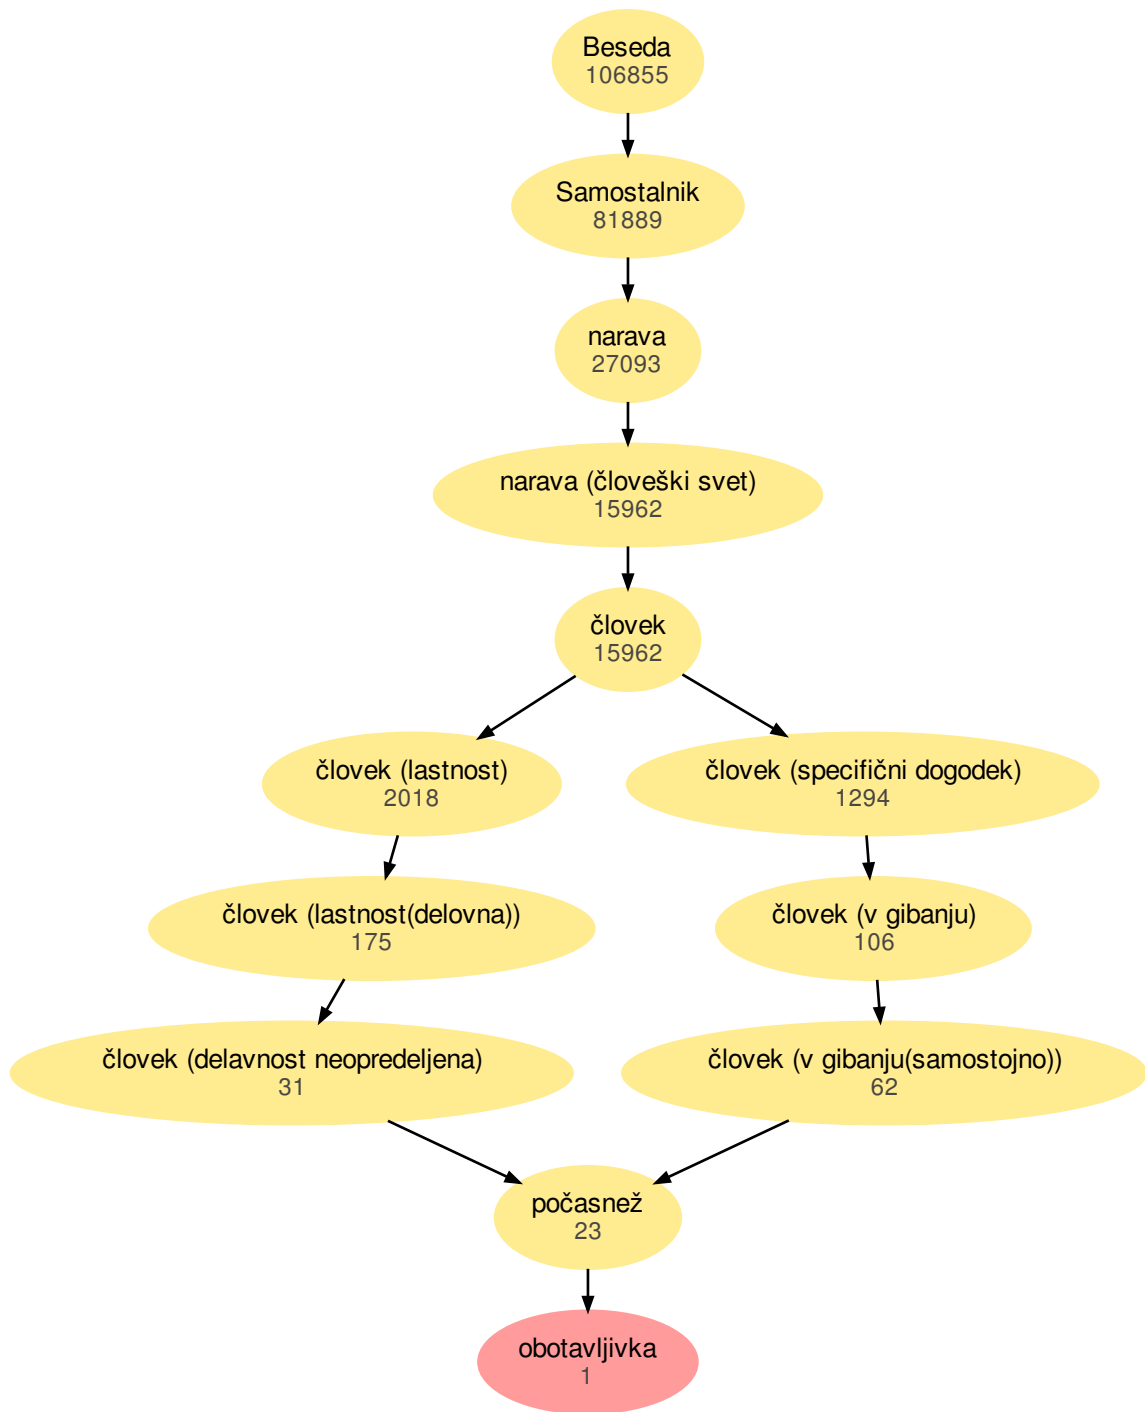 Beseda
106855
Samostalnik
81889
narava
27093
narava (človeški svet)
15962
človek
15962
človek (lastnost)
2018
človek (specifični dogodek)
1294
človek (lastnost(delovna))
175
človek (v gibanju)
106
človek (delavnost neopredeljena)
31
človek (v gibanju(samostojno))
62
počasnež
23
obotavljivka
1